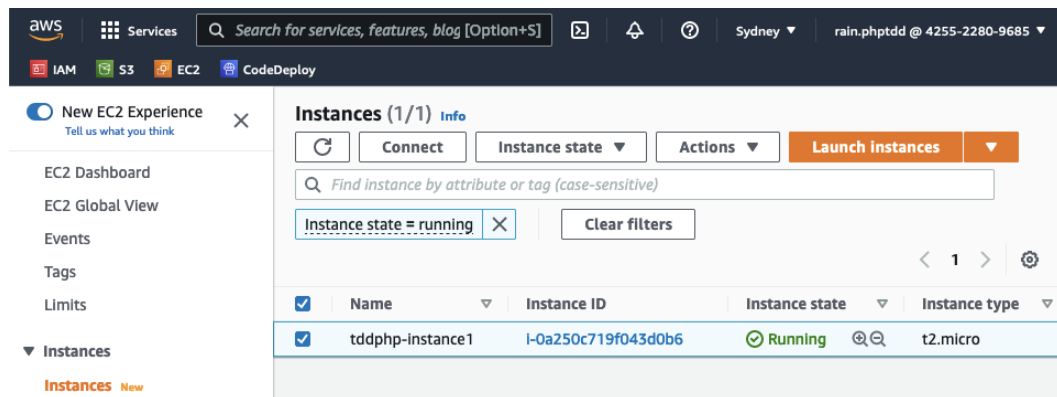 aws Services Search for services, features, blog [Option+S] Sydney ▼ rain.phptdd @ 4255-2280-9685 ▼
IAM S3 EC2 CodeDeploy
New EC2 Experience
Tell us what you think
EC2 Dashboard
EC2 Global View
Events
Tags
Limits
▼ Instances
Instances New
Instances (1/1) Info
Connect Instance state ▼ Actions ▼ Launch instances ▼
Find instance by attribute or tag (case-sensitive)
Instance state = running Clear filters
1
Name Instance ID Instance state Instance type
tddphp-instance1 i-0a250c719f043d0b6 Running t2.micro